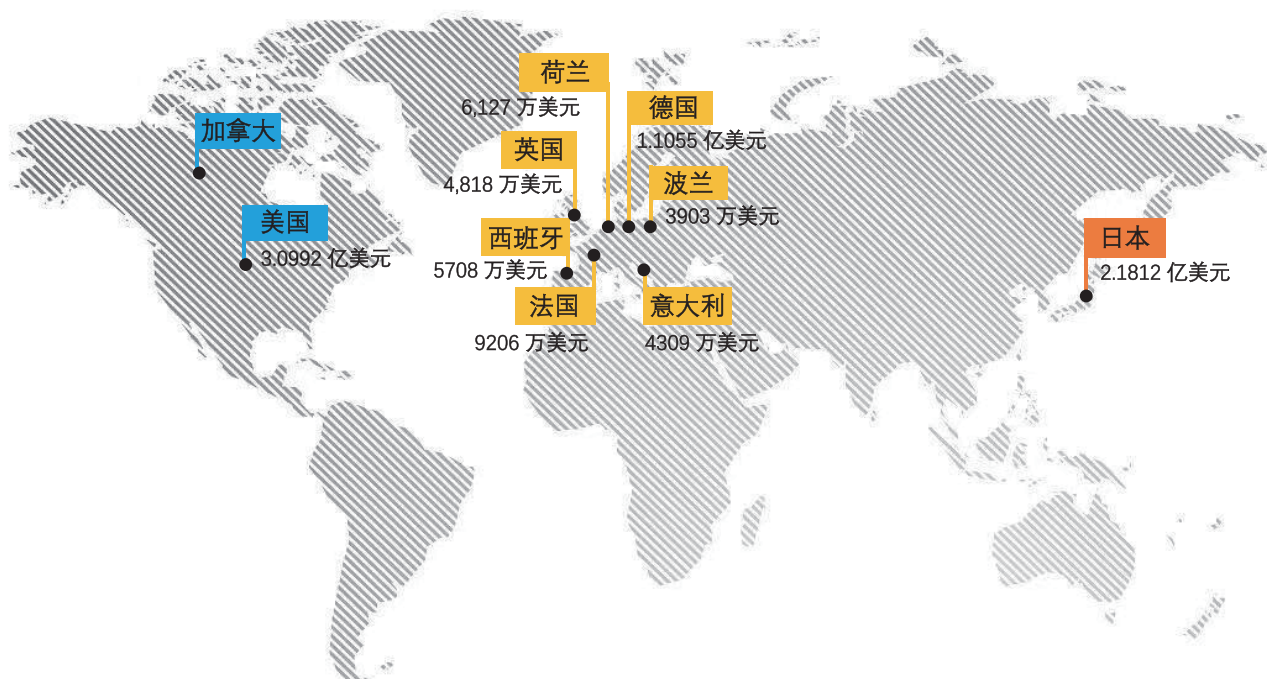 荷兰
6,127 万美元
德国
1.1055 亿美元
加拿大
英国
4,818 万美元
波兰
3903 万美元
美国
3.0992 亿美元
西班牙
5708 万美元
日本
2.1812 亿美元
法国
9206 万美元
意大利
4309 万美元